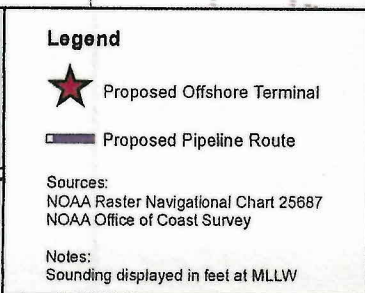 Legend
Proposed Offshore Terminal
Proposed Pipeline Route
Sources:
NOAA Raster Navigational Chart 25687
NOAA Office of Coast Survey
Notes:
Sounding displayed in feet at MLLW